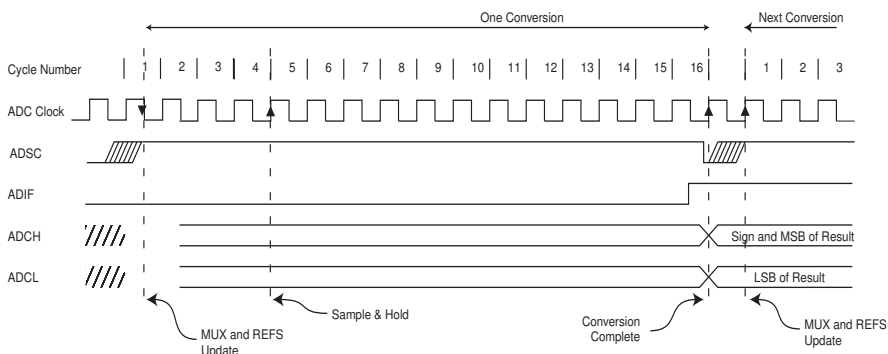 One Conversion
Next Conversion
Cycle Number 1 2 3 4 5 6 7 8 9 10 11 12 13 14 15 16 1 2 3
ADC Clock
ADSC
ADIF
ADCH
Sign and MSB of Result
ADCL
LSB of Result
MUX and REFS
Update
Sample & Hold
Conversion
Complete
MUX and REFS
Update